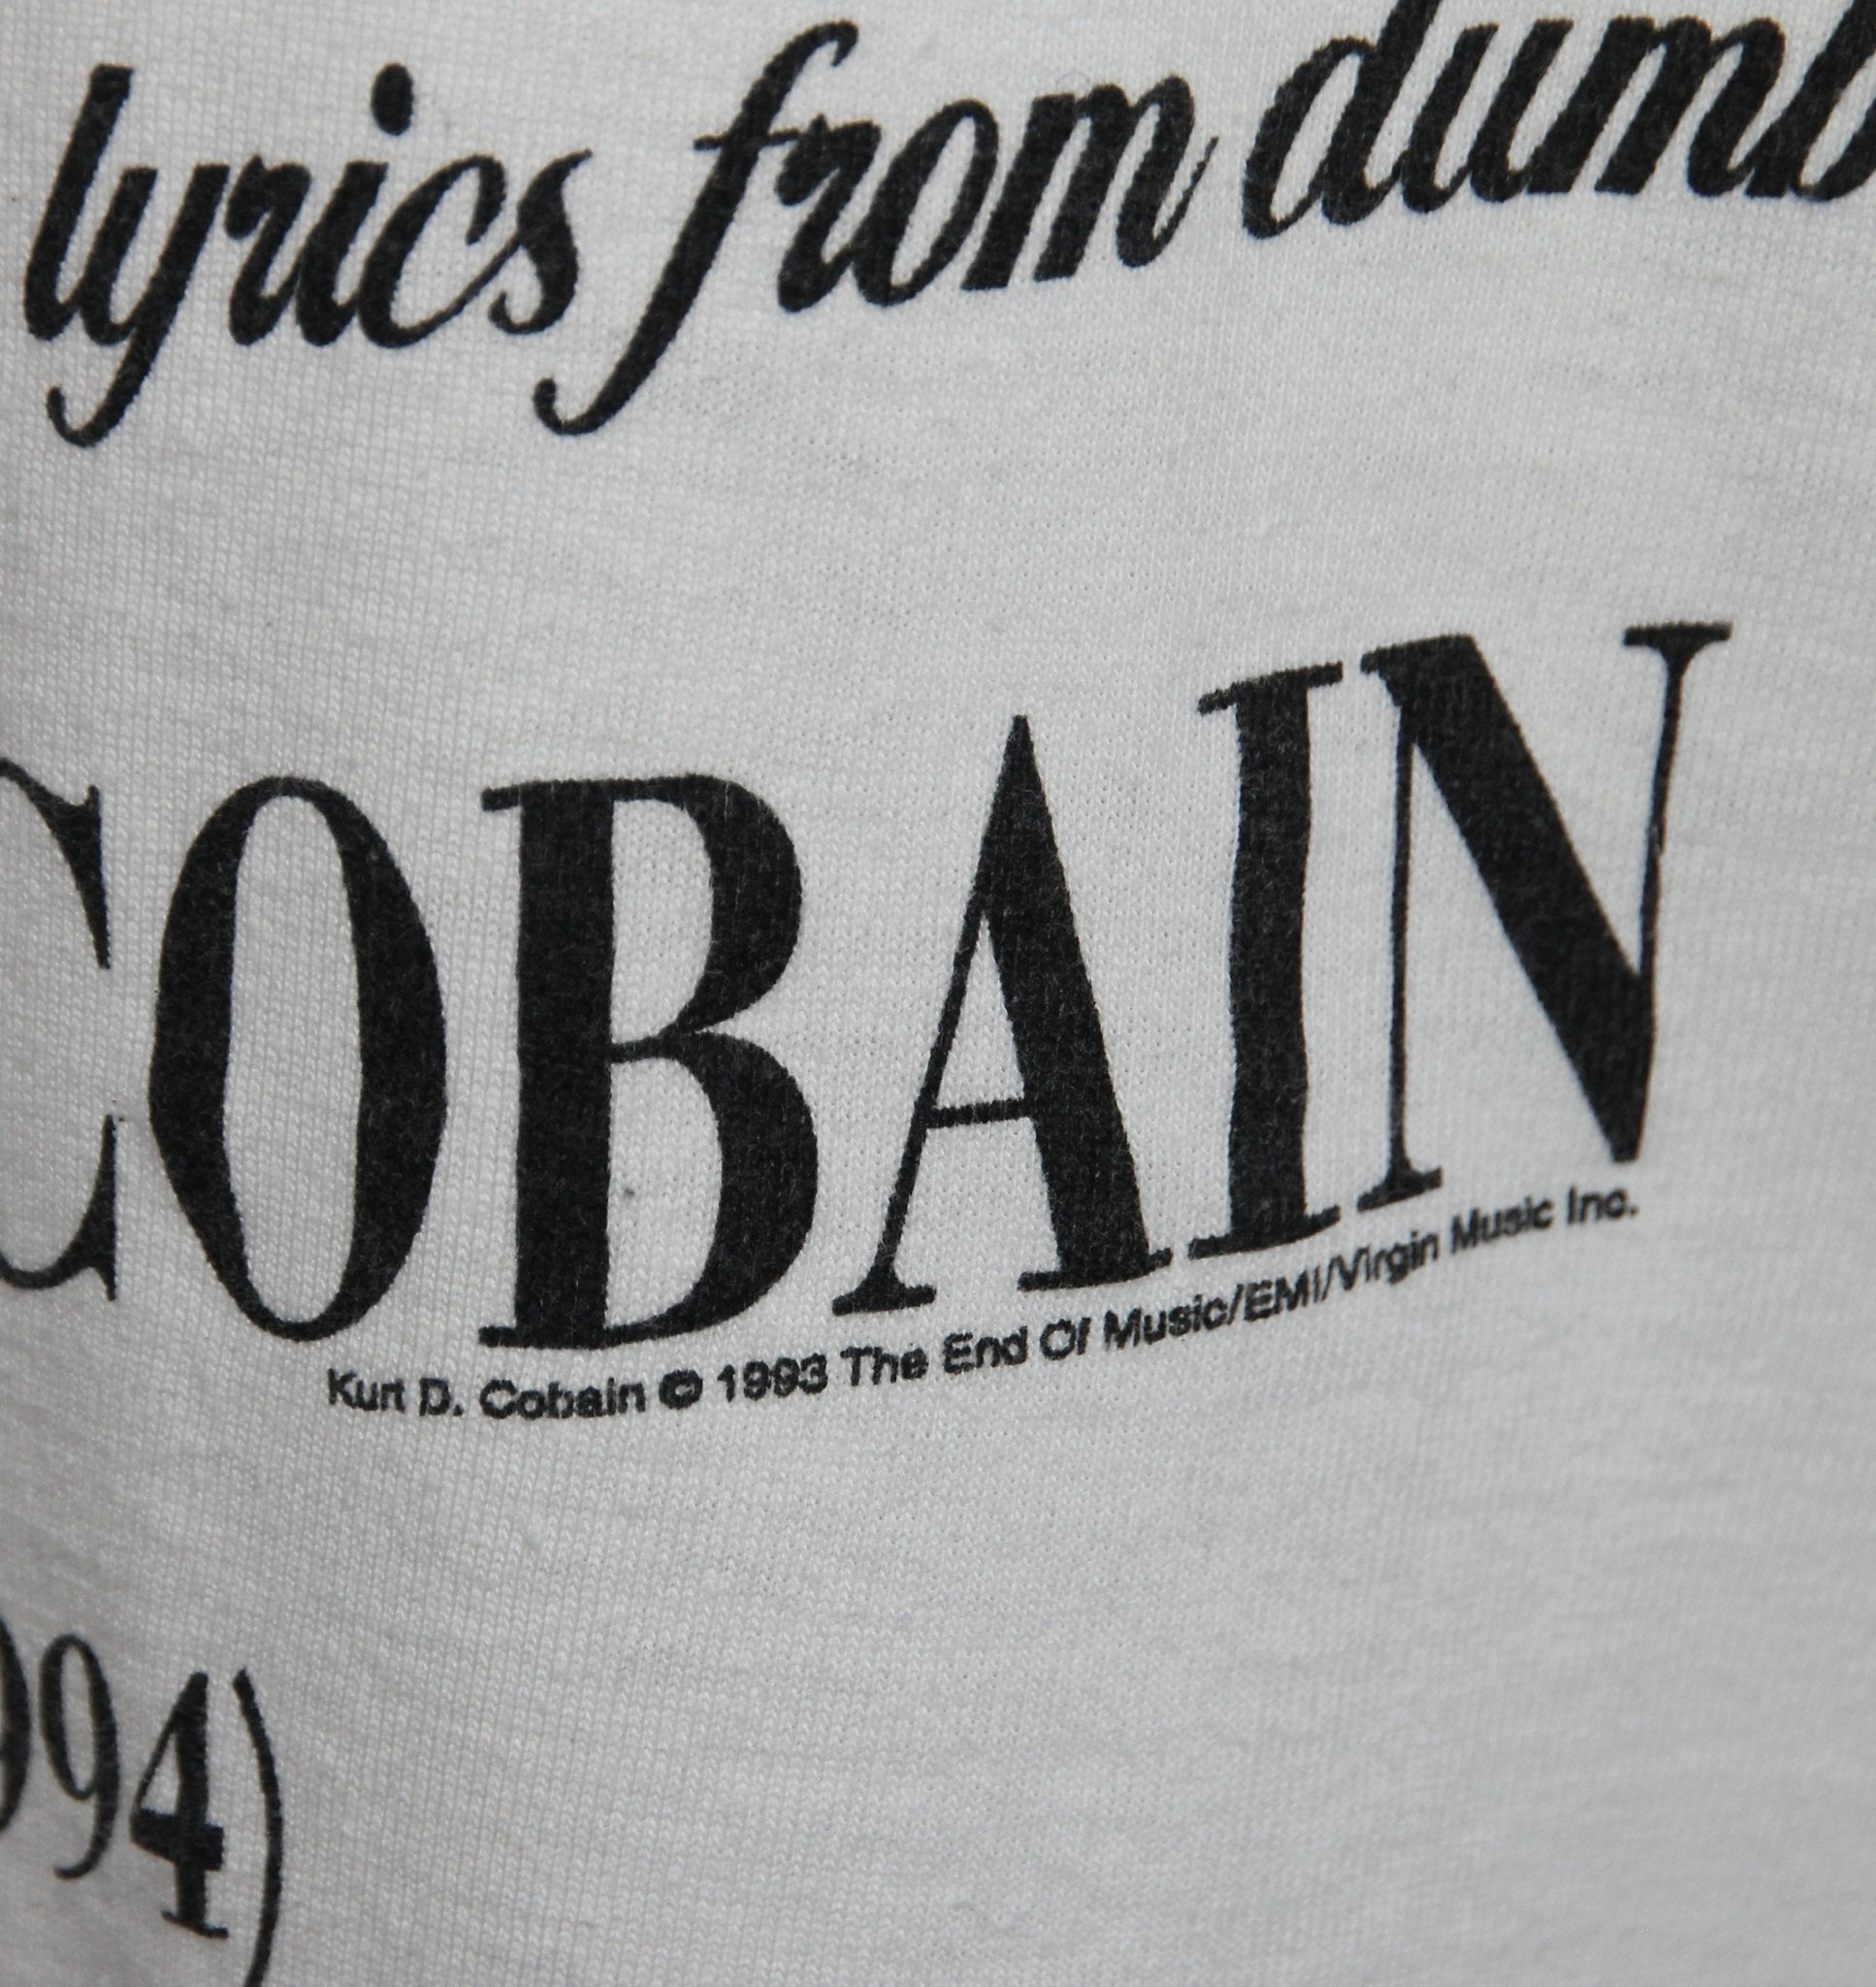 lyrics from dumb
COBAIN
Kurt D. Cobain © 1993 The End Of Music/EMI/Virgin Music Inc.
994)